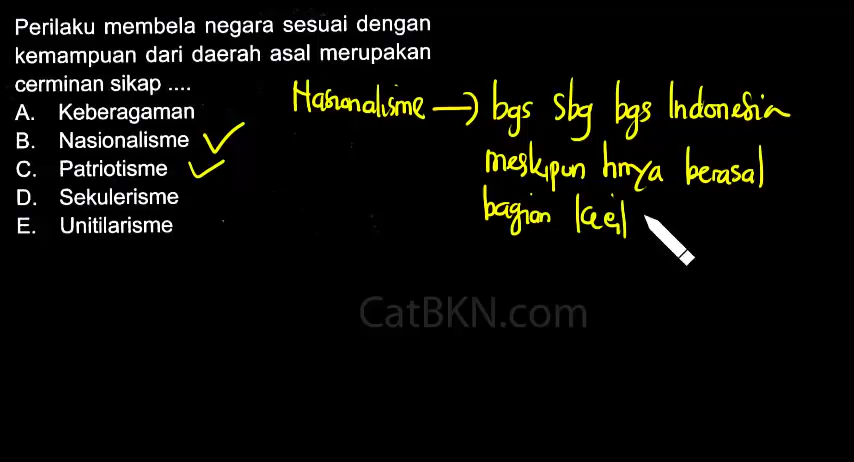 Perilaku membela negara sesuai dengan
kemampuan dari daerah asal merupakan
cerminan sikap ....
A. Keberagaman
B. Nasionalisme
C. Patriotisme
D. Sekulerisme
E. Unitilarisme
Nasionalisme → bgs sbg bgs Indonesia
meskipun hnya berasal
bagian kecil
CatBKN.com